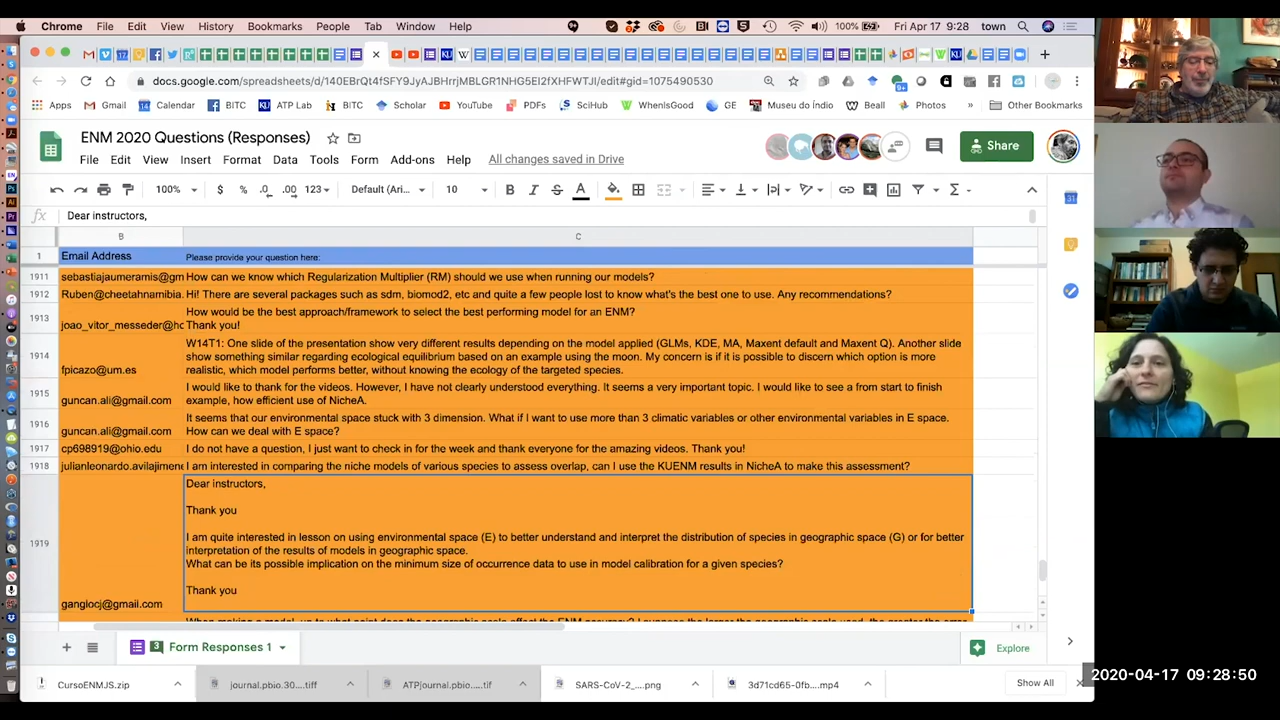 Chrome File Edit View History Bookmarks People Tab Window Help 100% Fri Apr 17 9:28 town
docs.google.com/spreadsheets/d/140EBrQt4fSFY9JyAJBHrrjMBLGR1NHG5EI2fXHFWTJI/edit#gid=1075490530
Apps Gmail Calendar BITC ATP Lab BITC Scholar YouTube PDFs SciHub WhenIsGood GE Museu do Índio Beall Photos » Other Bookmarks
ENM 2020 Questions (Responses)
Share
File Edit View Insert Format Data Tools Form Add-ons Help All changes saved in Drive
100% $ % .0 .00 123 Default (Ari... 10 B I S A
fx Dear instructors,
B C
1 Email Address Please provide your question here:
1911 sebastiajaumeramis@gm How can we know which Regularization Multiplier (RM) should we use when running our models?
1912 Ruben@cheetahnamibia. Hi! There are several packages such as sdm, biomod2, etc and quite a few people lost to know what's the best one to use. Any recommendations?
How would be the best approach/framework to select the best performing model for an ENM?
1913 joao_vitor_messeder@ho Thank you!
W14T1: One slide of the presentation show very different results depending on the model applied (GLMs, KDE, MA, Maxent default and Maxent Q). Another slide
1914 show something similar regarding ecological equilibrium based on an example using the moon. My concern is if it is possible to discern which option is more
fpicazo@um.es realistic, which model performs better, without knowing the ecology of the targeted species.
I would like to thank for the videos. However, I have not clearly understood everything. It seems a very important topic. I would like to see a from start to finish
1915 guncan.ali@gmail.com example, how efficient use of NicheA.
It seems that our environmental space stuck with 3 dimension. What if I want to use more than 3 climatic variables or other environmental variables in E space.
1916 guncan.ali@gmail.com How can we deal with E space?
1917 cp698919@ohio.edu I do not have a question, I just want to check in for the week and thank everyone for the amazing videos. Thank you!
1918 julianleonardo.avilajimene I am interested in comparing the niche models of various species to assess overlap, can I use the KUENM results in NicheA to make this assessment?
Dear instructors,
Thank you
I am quite interested in lesson on using environmental space (E) to better understand and interpret the distribution of species in geographic space (G) or for better
1919 interpretation of the results of models in geographic space.
What can be its possible implication on the minimum size of occurrence data to use in model calibration for a given species?
Thank you
gangiocj@gmail.com
3 Form Responses 1
Explore
CursoENMJS.zip journal.pbio.30....tiff ATPjournal.pbio.....tif SARS-CoV-2_....png 3d71cd65-0fb....mp4 Show All
2020-04-17 09:28:50